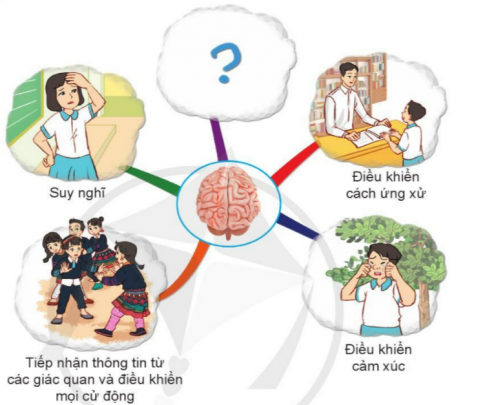 ?
Suy nghĩ
Điều khiển
cách ứng xử
Tiếp nhận thông tin từ
các giác quan và điều khiển
mọi cử động
Điều khiển
cảm xúc